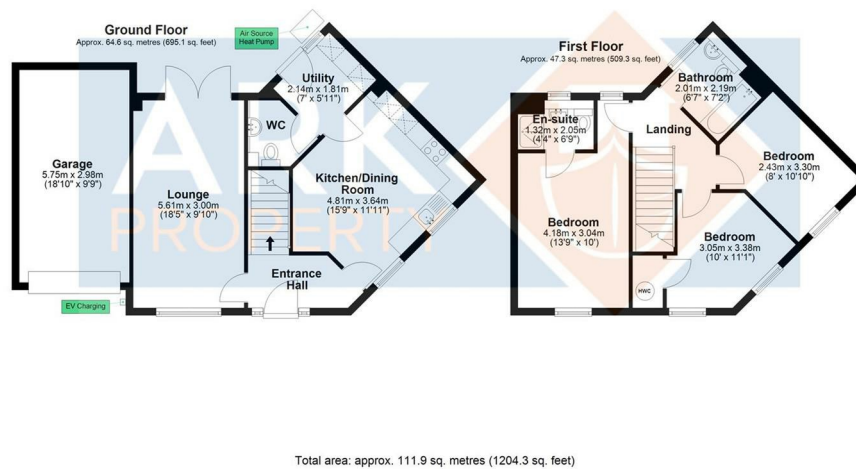 Ground Floor
Approx. 64.6 sq. metres (695.1 sq. feet)
Air Source
Heat Pump
Utility
2.14m x 1.81m
(7' x 5'11")
WC
Garage
5.75m x 2.98m
(18'10" x 9'9")
Lounge
5.61m x 3.00m
(18'5" x 9'10")
Kitchen/Dining
Room
4.81m x 3.64m
(15'9" x 11'11")
Entrance
Hall
EV Charging
First Floor
Approx. 47.3 sq. metres (509.3 sq. feet)
Bathroom
2.01m x 2.19m
(6'7" x 7'2")
En-suite
1.32m x 2.05m
(4'4" x 6'9")
Landing
Bedroom
2.43m x 3.30m
(8' x 10'10")
Bedroom
4.18m x 3.04m
(13'9" x 10')
Bedroom
3.05m x 3.38m
(10' x 11'1")
HWC
ARK
PROPERTY
Total area: approx. 111.9 sq. metres (1204.3 sq. feet)